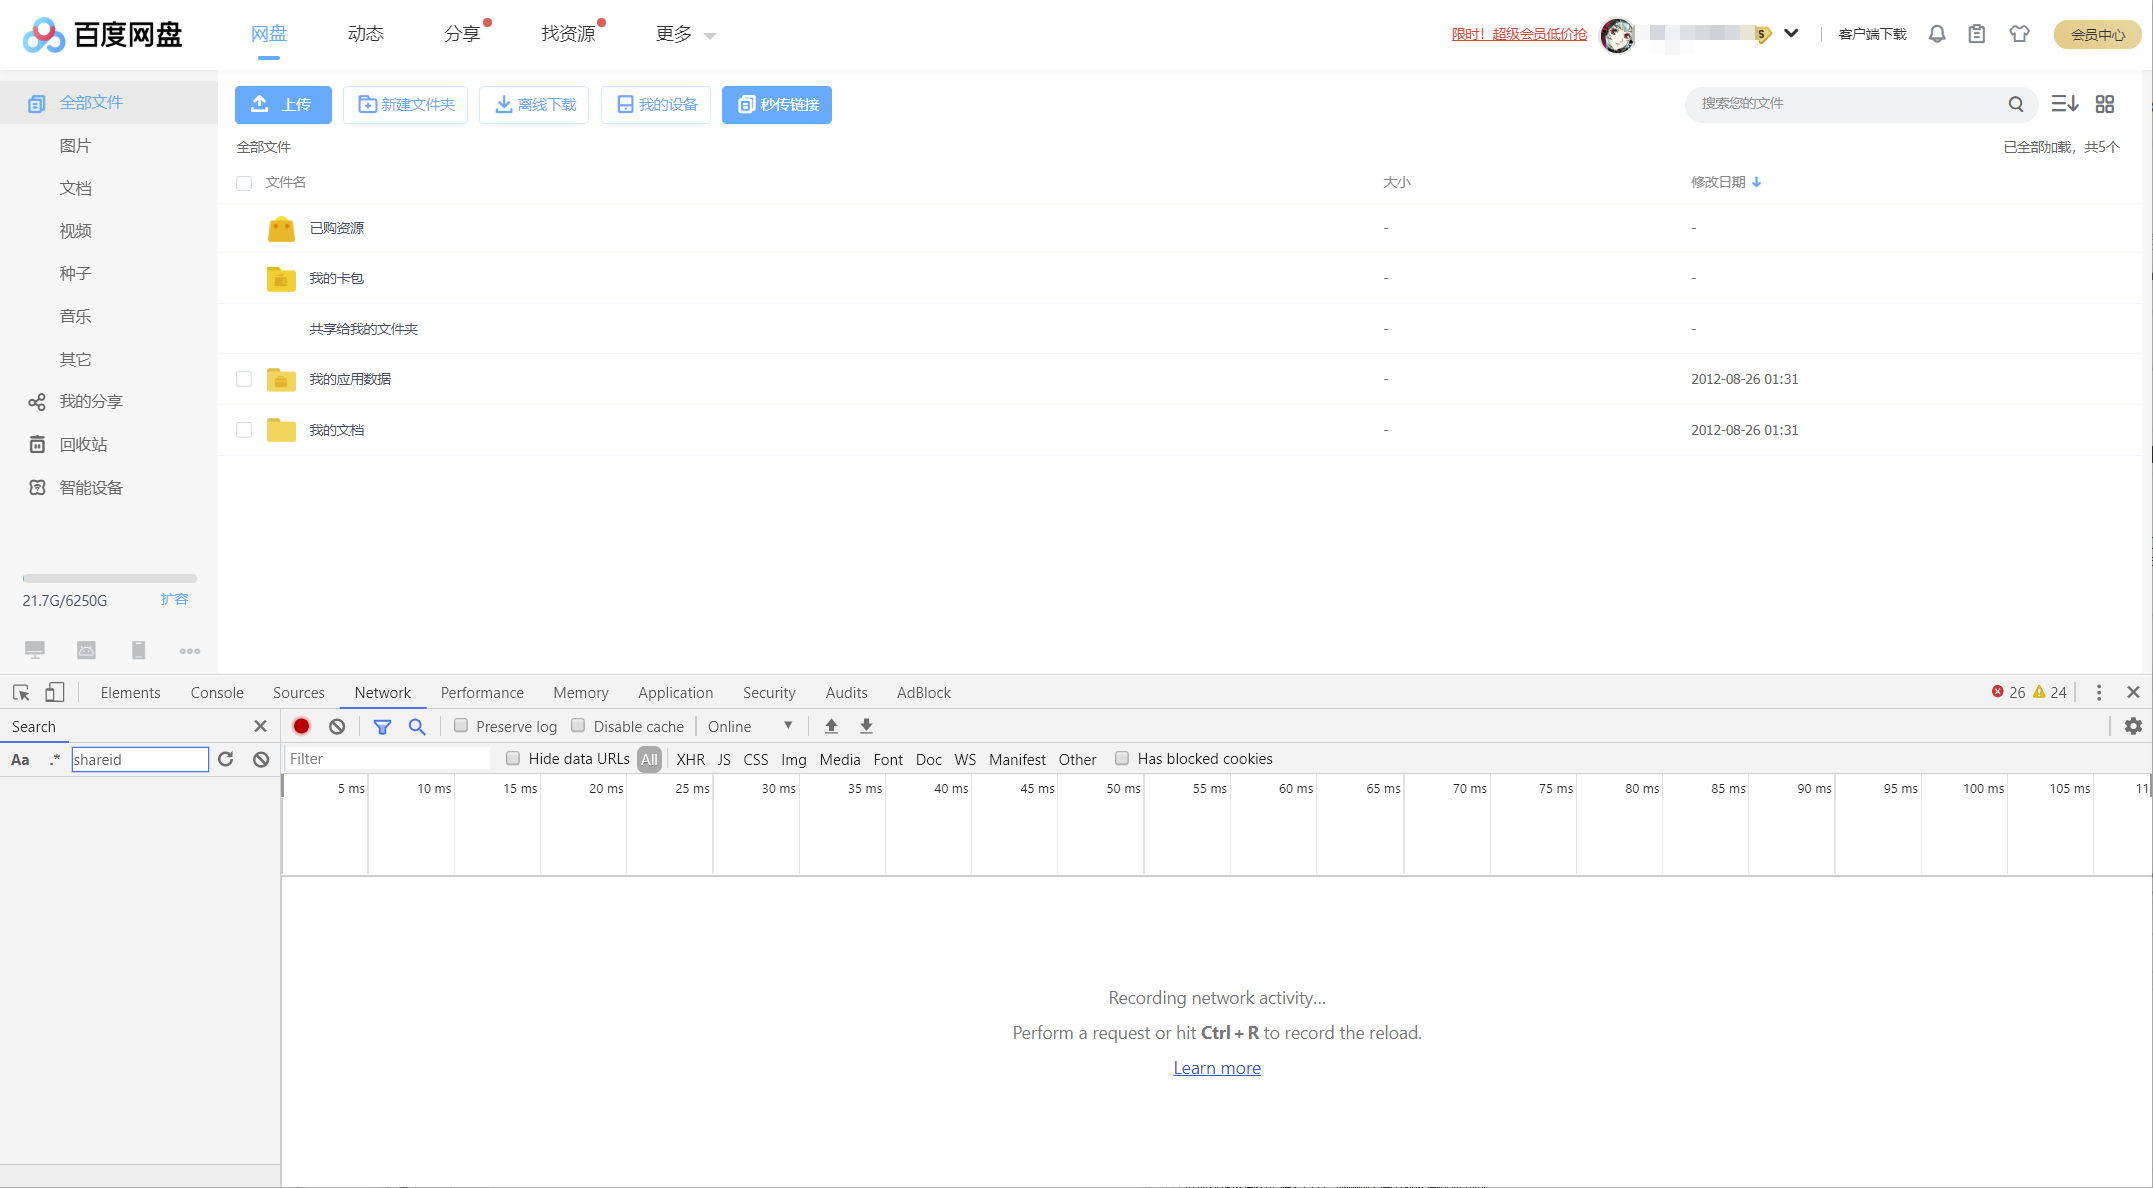 百度网盘 网盘 动态 分享 找资源 更多 限时！超级会员低价抢 S 客户端下载 会员中心
全部文件
图片
文档
视频
种子
音乐
其它
我的分享
回收站
智能设备
21.7G/6250G 扩容
上传 新建文件夹 离线下载 我的设备 秒传链接 搜索您的文件
全部文件 已全部加载，共5个
文件名 大小 修改日期
已购资源 - -
我的卡包 - -
共享给我的文件夹 - -
我的应用数据 - 2012-08-26 01:31
我的文档 - 2012-08-26 01:31
Elements Console Sources Network Performance Memory Application Security Audits AdBlock 26 24
Search Preserve log Disable cache Online
Aa .* shareid Filter Hide data URLs All XHR JS CSS Img Media Font Doc WS Manifest Other Has blocked cookies
5 ms 10 ms 15 ms 20 ms 25 ms 30 ms 35 ms 40 ms 45 ms 50 ms 55 ms 60 ms 65 ms 70 ms 75 ms 80 ms 85 ms 90 ms 95 ms 100 ms 105 ms 11
Recording network activity...
Perform a request or hit Ctrl + R to record the reload.
Learn more